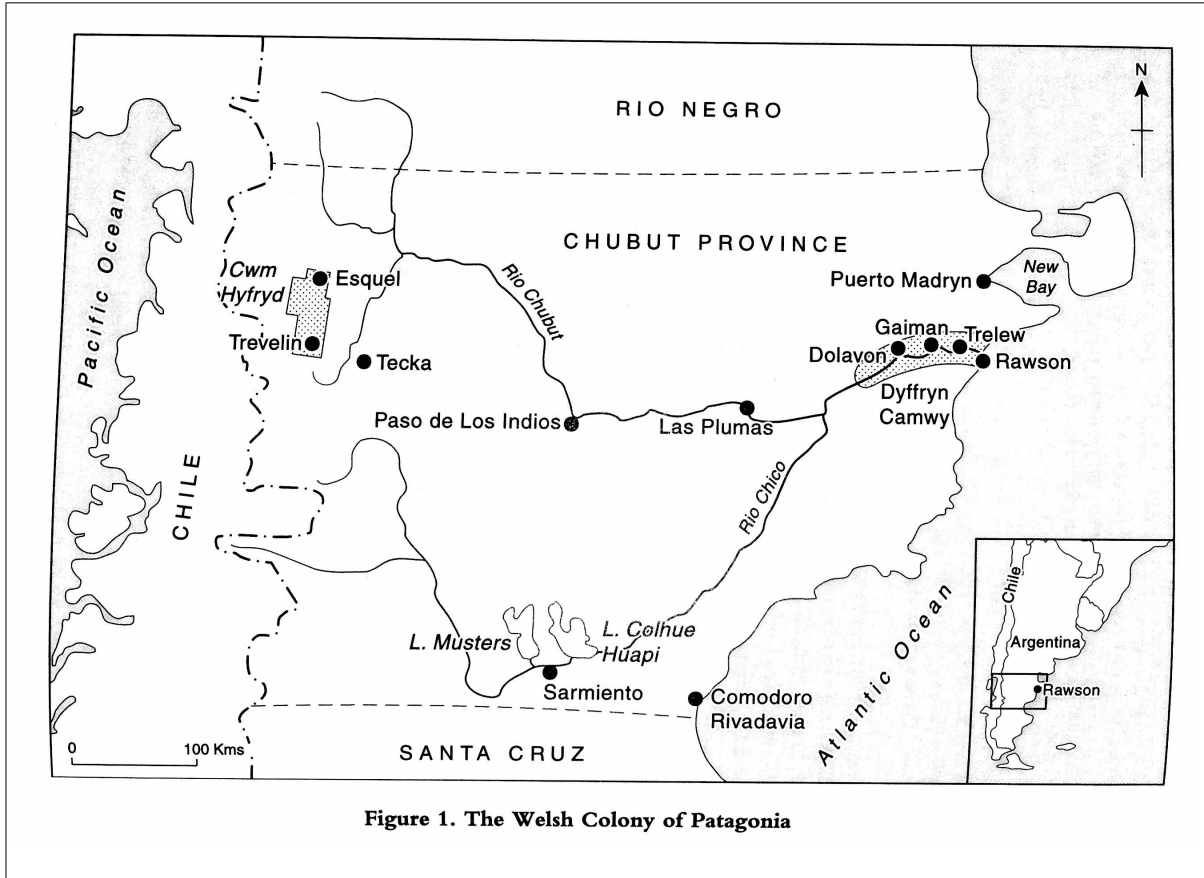 N
RIO NEGRO
Pacific Ocean
CHUBUT PROVINCE
Cwm
Hyfryd
Esquel
Rio Chubut
Puerto Madryn
New
Bay
Trevelin
Tecka
Gaiman
Trelew
Dolavon
Rawson
Dyffryn
Camwy
Paso de Los Indios
Las Plumas
CHILE
Rio Chico
L. Musters
L. Colhue
Huapi
Sarmiento
Comodoro
Rivadavia
Atlantic Ocean
Chile
Argentina
Rawson
0
100 Kms
SANTA CRUZ
Figure 1. The Welsh Colony of Patagonia